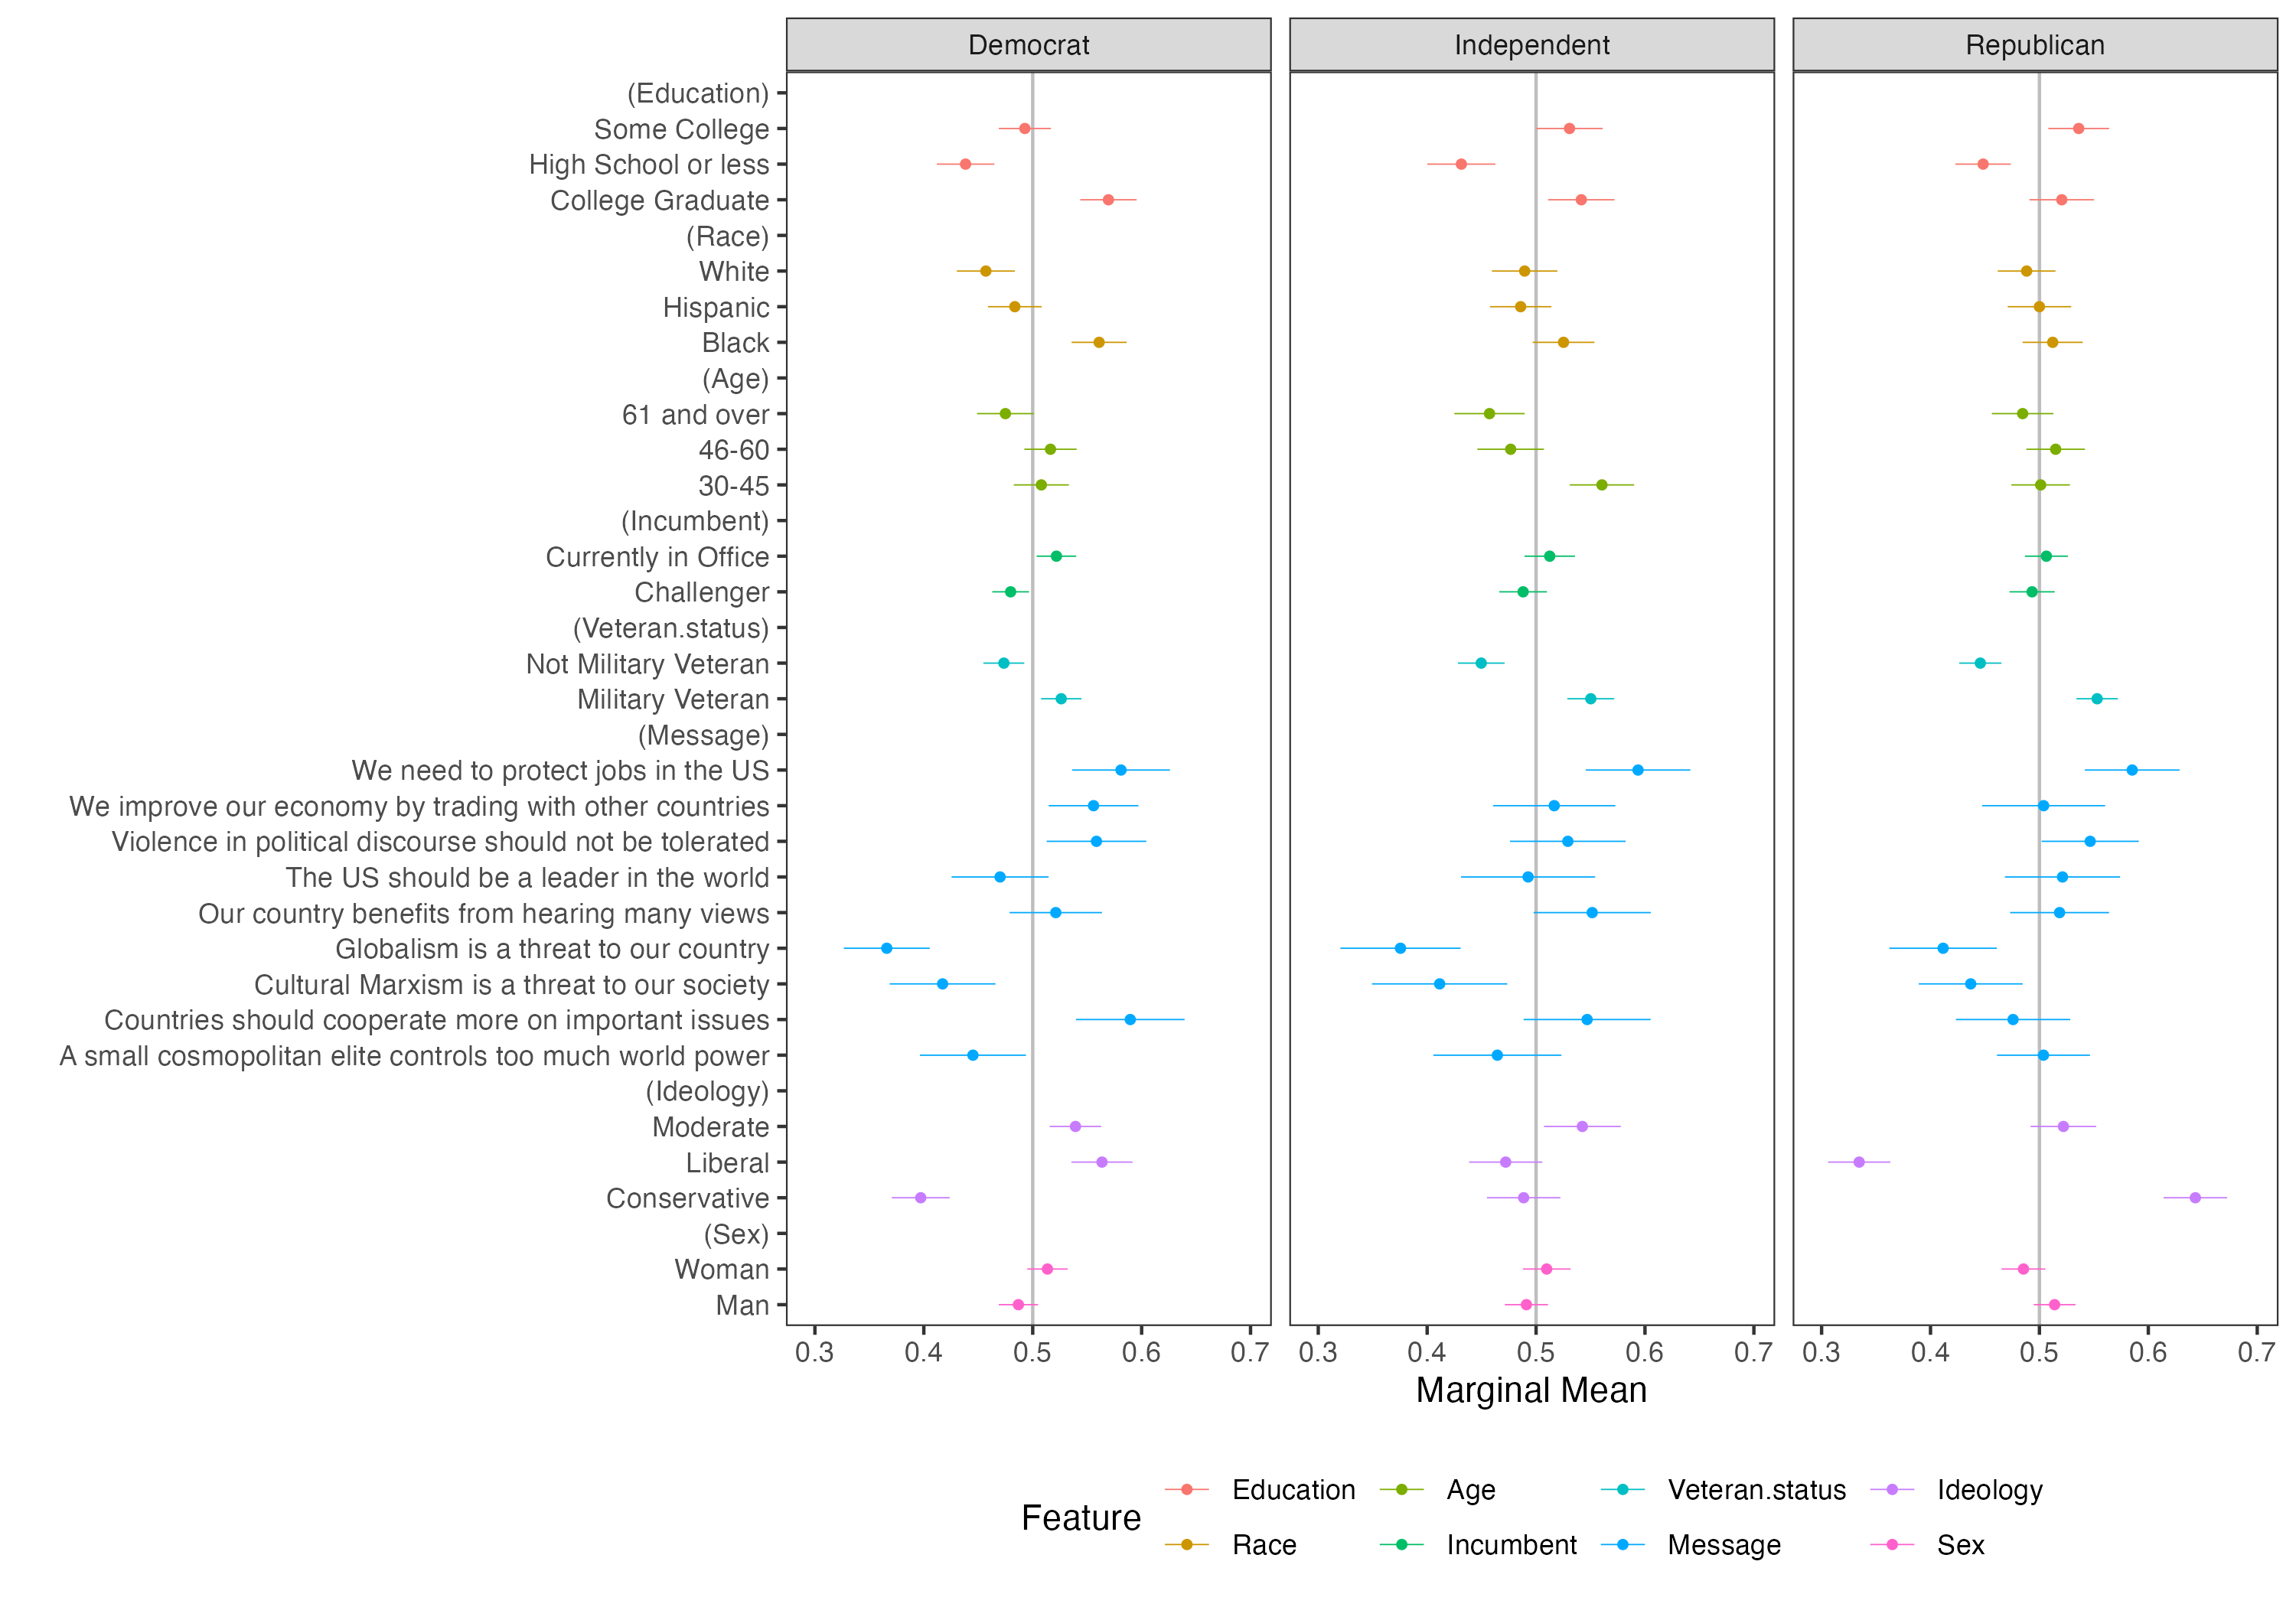 Democrat Independent Republican
(Education)
Some College
High School or less
College Graduate
(Race)
White
Hispanic
Black
(Age)
61 and over
46-60
30-45
(Incumbent)
Currently in Office
Challenger
(Veteran.status)
Not Military Veteran
Military Veteran
(Message)
We need to protect jobs in the US
We improve our economy by trading with other countries
Violence in political discourse should not be tolerated
The US should be a leader in the world
Our country benefits from hearing many views
Globalism is a threat to our country
Cultural Marxism is a threat to our society
Countries should cooperate more on important issues
A small cosmopolitan elite controls too much world power
(Ideology)
Moderate
Liberal
Conservative
(Sex)
Woman
Man
0.3 0.4 0.5 0.6 0.7 0.3 0.4 0.5 0.6 0.7 0.3 0.4 0.5 0.6 0.7
Marginal Mean
Feature
Education Age Veteran.status Ideology
Race Incumbent Message Sex